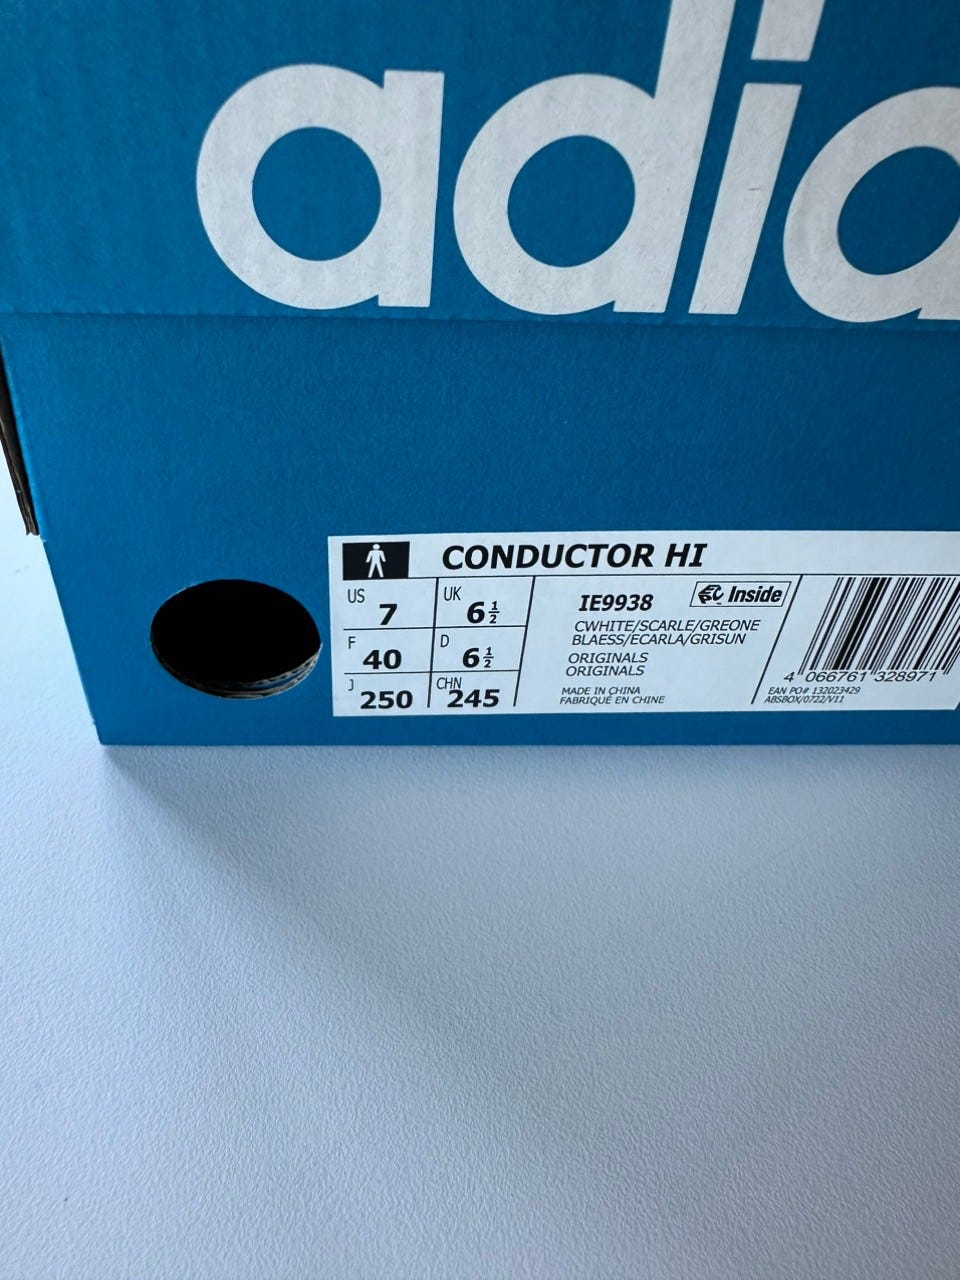 adida
CONDUCTOR HI
US 7 UK 6½
F 40 D 6½
J 250 CHN 245
IE9938 Inside
CWHITE/SCARLE/GREONE
BLAESS/ECARLA/GRISUN
ORIGINALS
ORIGINALS
MADE IN CHINA
FABRIQUÉ EN CHINE
4 066761 328971
EAN PO# 132023429
ABSBOX/0722/V11